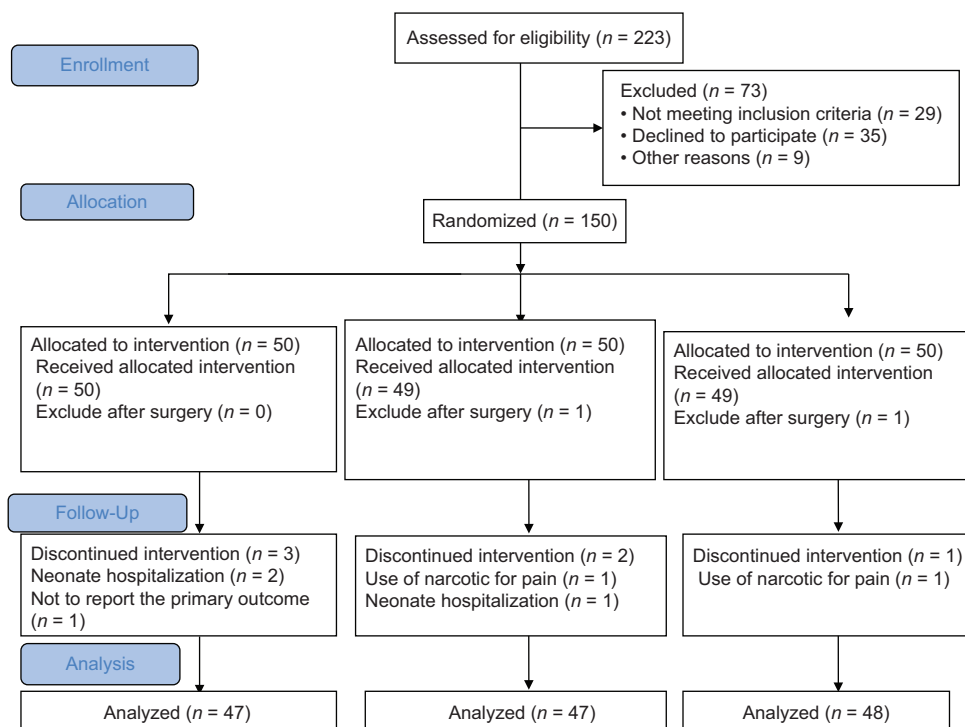 Assessed for eligibility (n = 223)
Enrollment
Excluded (n = 73)
• Not meeting inclusion criteria (n = 29)
• Declined to participate (n = 35)
• Other reasons (n = 9)
Allocation
Randomized (n = 150)
Allocated to intervention (n = 50)
Received allocated intervention
(n = 50)
Exclude after surgery (n = 0)
Allocated to intervention (n = 50)
Received allocated intervention
(n = 49)
Exclude after surgery (n = 1)
Allocated to intervention (n = 50)
Received allocated intervention
(n = 49)
Exclude after surgery (n = 1)
Follow-Up
Discontinued intervention (n = 3)
Neonate hospitalization (n = 2)
Not to report the primary outcome
(n = 1)
Discontinued intervention (n = 2)
Use of narcotic for pain (n = 1)
Neonate hospitalization (n = 1)
Discontinued intervention (n = 1)
Use of narcotic for pain (n = 1)
Analysis
Analyzed (n = 47)
Analyzed (n = 47)
Analyzed (n = 48)